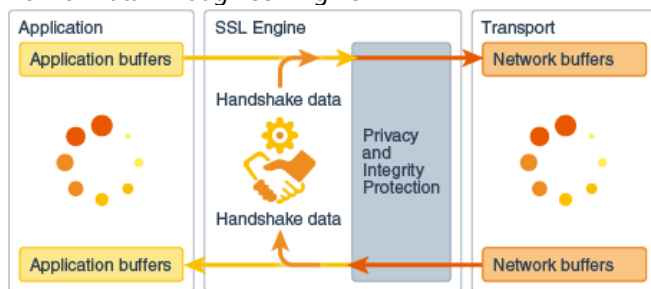 Application
SSL Engine
Transport
Application buffers
Network buffers
Handshake data
Privacy
and
Integrity
Protection
Handshake data
Application buffers
Network buffers